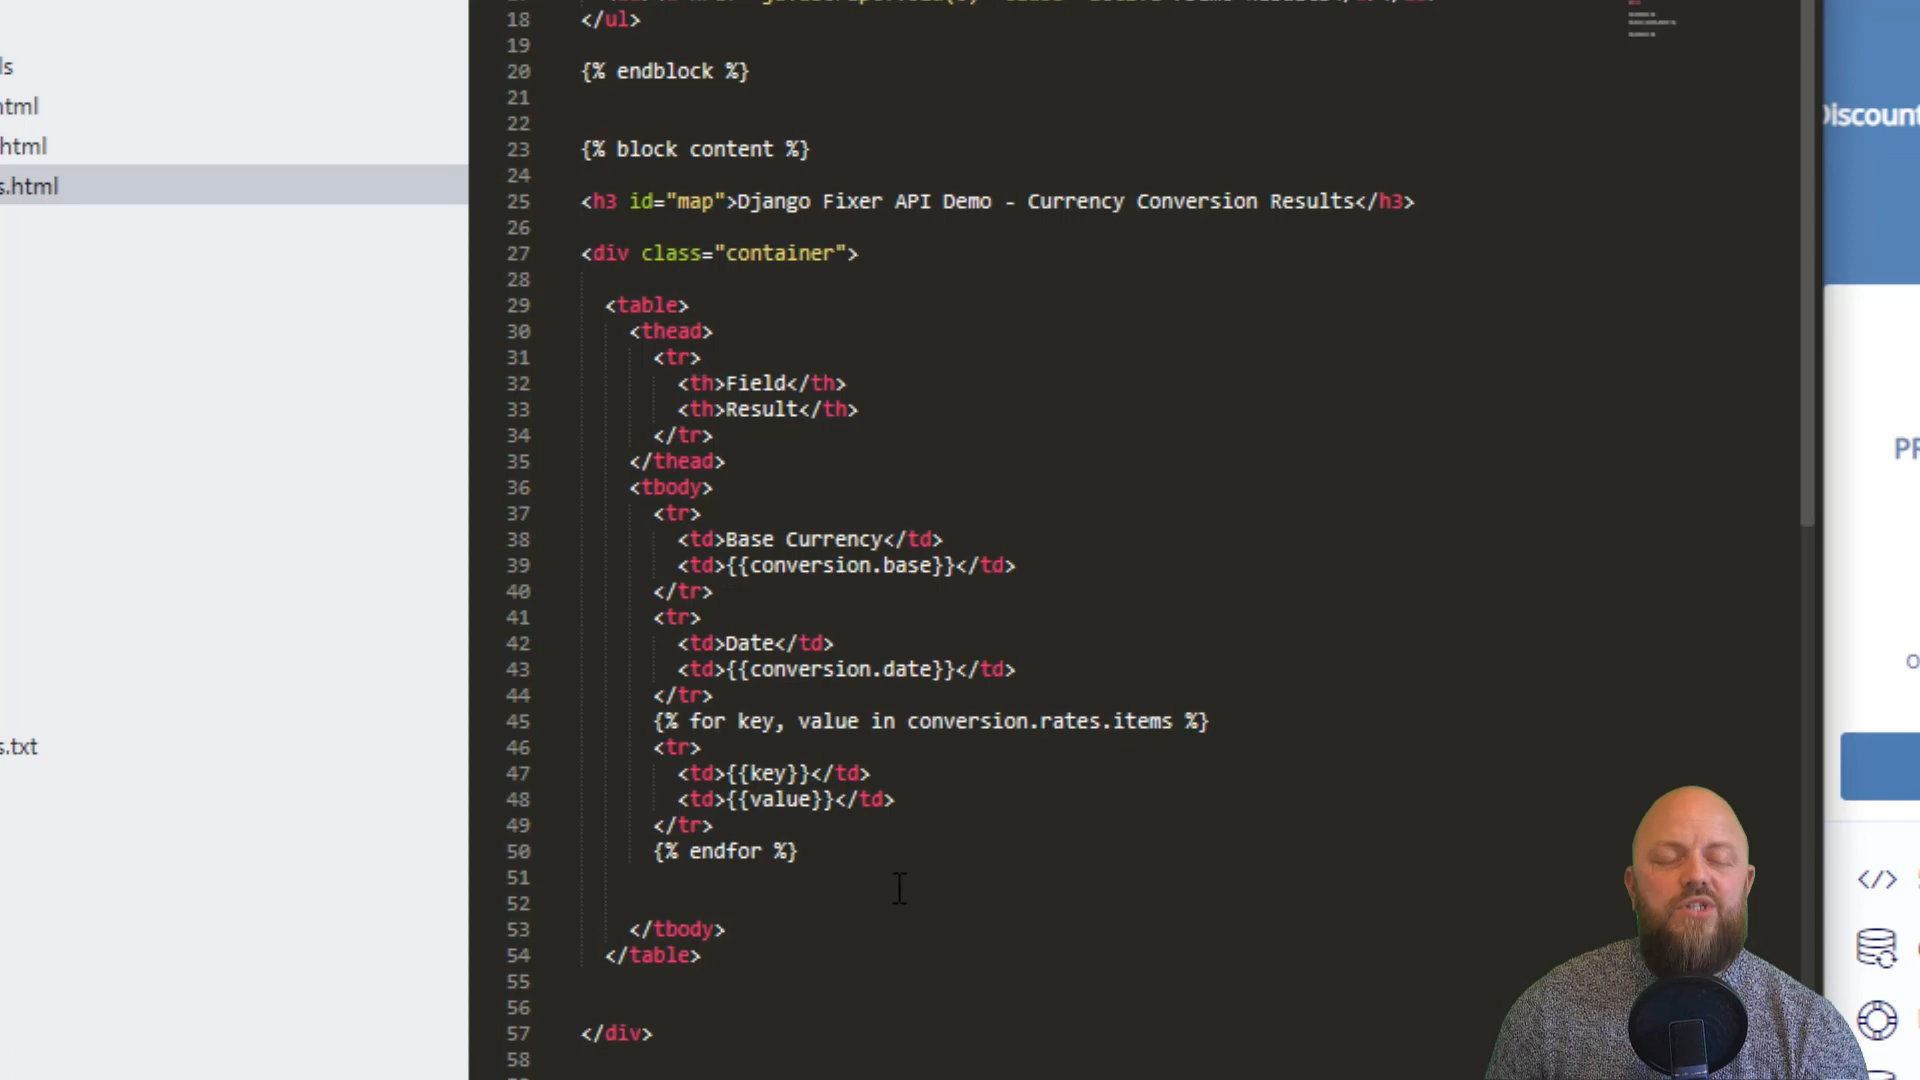 18 </ul>
19
20 {% endblock %}
21
22
23 {% block content %}
24
25 <h3 id="map">Django Fixer API Demo - Currency Conversion Results</h3>
26
27 <div class="container">
28
29 <table>
30 <thead>
31 <tr>
32 <th>Field</th>
33 <th>Result</th>
34 </tr>
35 </thead>
36 <tbody>
37 <tr>
38 <td>Base Currency</td>
39 <td>{{conversion.base}}</td>
40 </tr>
41 <tr>
42 <td>Date</td>
43 <td>{{conversion.date}}</td>
44 </tr>
45 {% for key, value in conversion.rates.items %}
46 <tr>
47 <td>{{key}}</td>
48 <td>{{value}}</td>
49 </tr>
50 {% endfor %}
51
52
53 </tbody>
54 </table>
55
56
57 </div>
58
ls
html
.html
s.html
s.txt
Discount
PR
</>